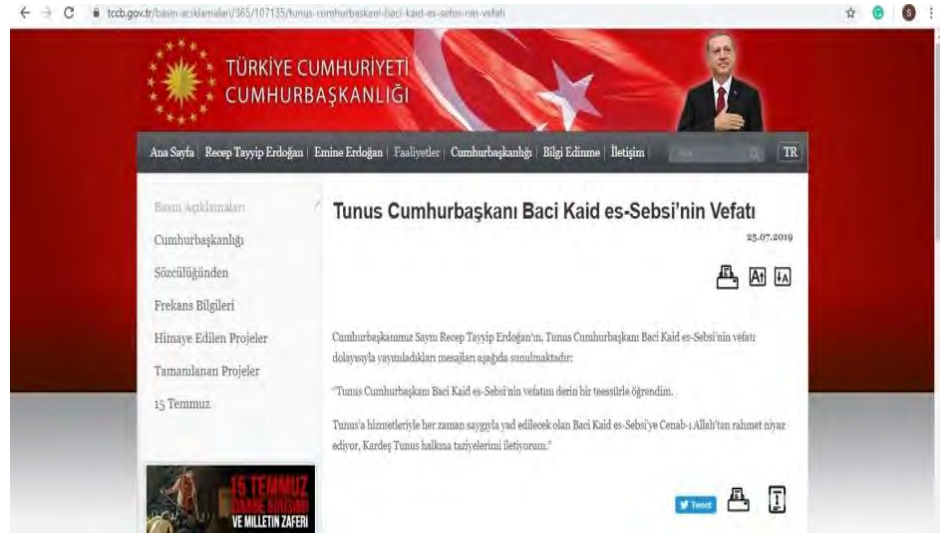 tccb.gov.tr/basin-aciklamalari/365/107135/tunus-cumhurbaskani-baci-kaid-es-sebsi-nin-vefati
S
TÜRKİYE CUMHURİYETİ
CUMHURBAŞKANLIĞI
Ana Sayfa | Recep Tayyip Erdoğan | Emine Erdoğan | Faaliyetler | Cumhurbaşkanlığı | Bilgi Edinme | İletişim TR
Basın Açıklamaları
Cumhurbaşkanlığı
Sözcülüğünden
Frekans Bilgileri
Himaye Edilen Projeler
Tamamlanan Projeler
15 Temmuz
Tunus Cumhurbaşkanı Baci Kaid es-Sebsi’nin Vefatı
25.07.2019
Cumhurbaşkanımız Sayın Recep Tayyip Erdoğan’ın, Tunus Cumhurbaşkanı Baci Kaid es-Sebsi’nin vefatı
dolayısıyla yayımladıkları mesajları aşağıda sunulmaktadır:
“Tunus Cumhurbaşkanı Baci Kaid es-Sebsi’nin vefatını derin bir teessürle öğrendim.
Tunus’a hizmetleriyle her zaman saygıyla yad edilecek olan Baci Kaid es-Sebsi’ye Cenab-ı Allah’tan rahmet niyaz
ediyor, Kardeş Tunus halkına taziyelerimi iletiyorum.”
15 TEMMUZ
DARBE GİRİŞİMİ
VE MİLLETİN ZAFERİ
Tweet